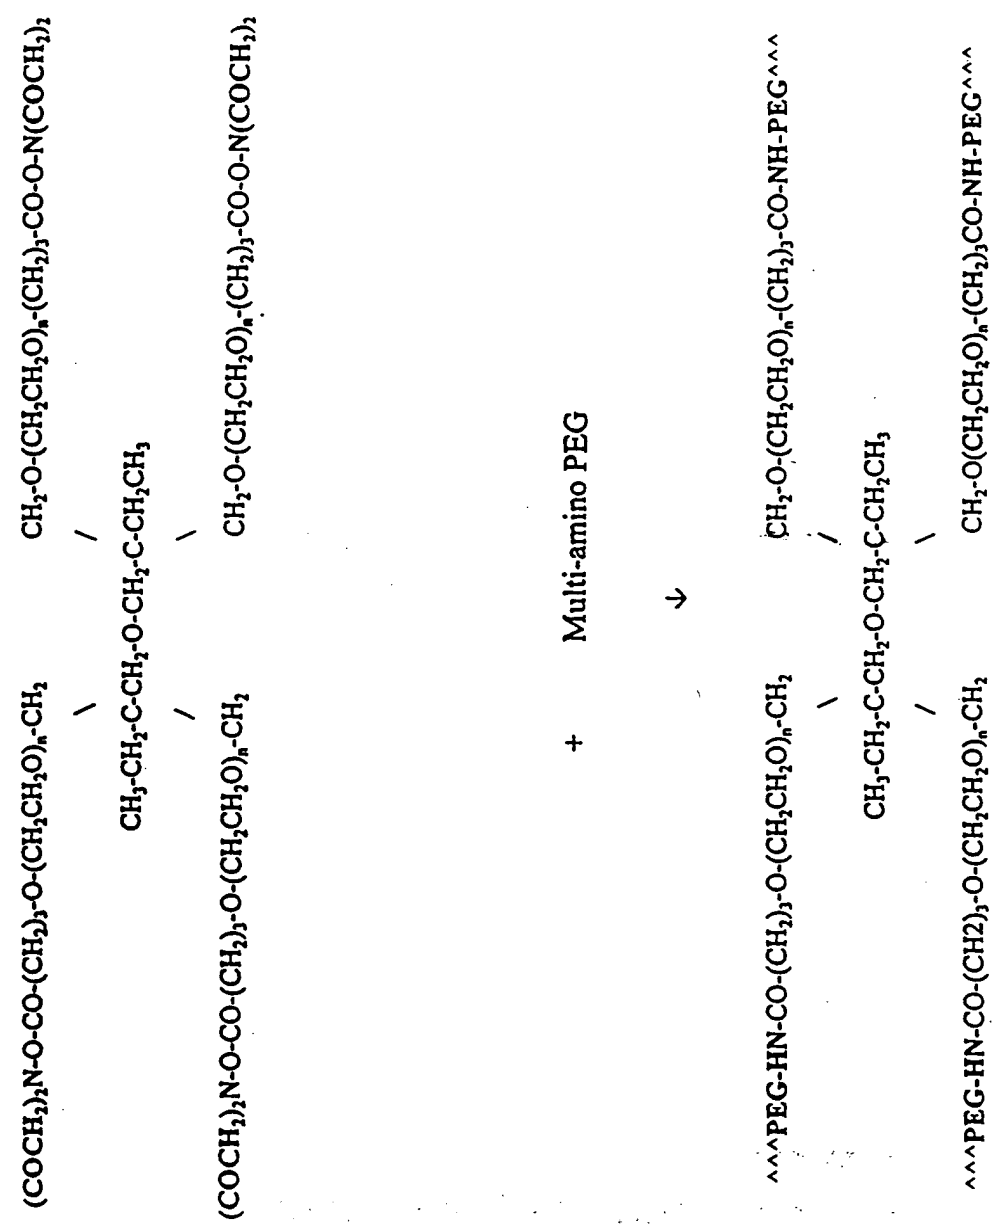 (COCH₂)₂N-O-CO-(CH₂)₃-O-(CH₂CH₂O)ₙ-CH₂ CH₂-O-(CH₂CH₂O)ₙ-(CH₂)₃-CO-O-N(COCH₂)₂
\ /
CH₃-CH₂-C-CH₂-O-CH₂-C-CH₂CH₃
/ \
(COCH₂)₂N-O-CO-(CH₂)₃-O-(CH₂CH₂O)ₙ-CH₂ CH₂-O-(CH₂CH₂O)ₙ-(CH₂)₃-CO-O-N(COCH₂)₂
+ Multi-amino PEG
↓
^^^PEG-HN-CO-(CH₂)₃-O-(CH₂CH₂O)ₙ-CH₂ CH₂-O-(CH₂CH₂O)ₙ-(CH₂)₃-CO-NH-PEG^^^
\ /
CH₃-CH₂-C-CH₂-O-CH₂-C-CH₂CH₃
/ \
^^^PEG-HN-CO-(CH2)₃-O-(CH₂CH₂O)ₙ-CH₂ CH₂-O(CH₂CH₂O)ₙ-(CH₂)₃CO-NH-PEG^^^